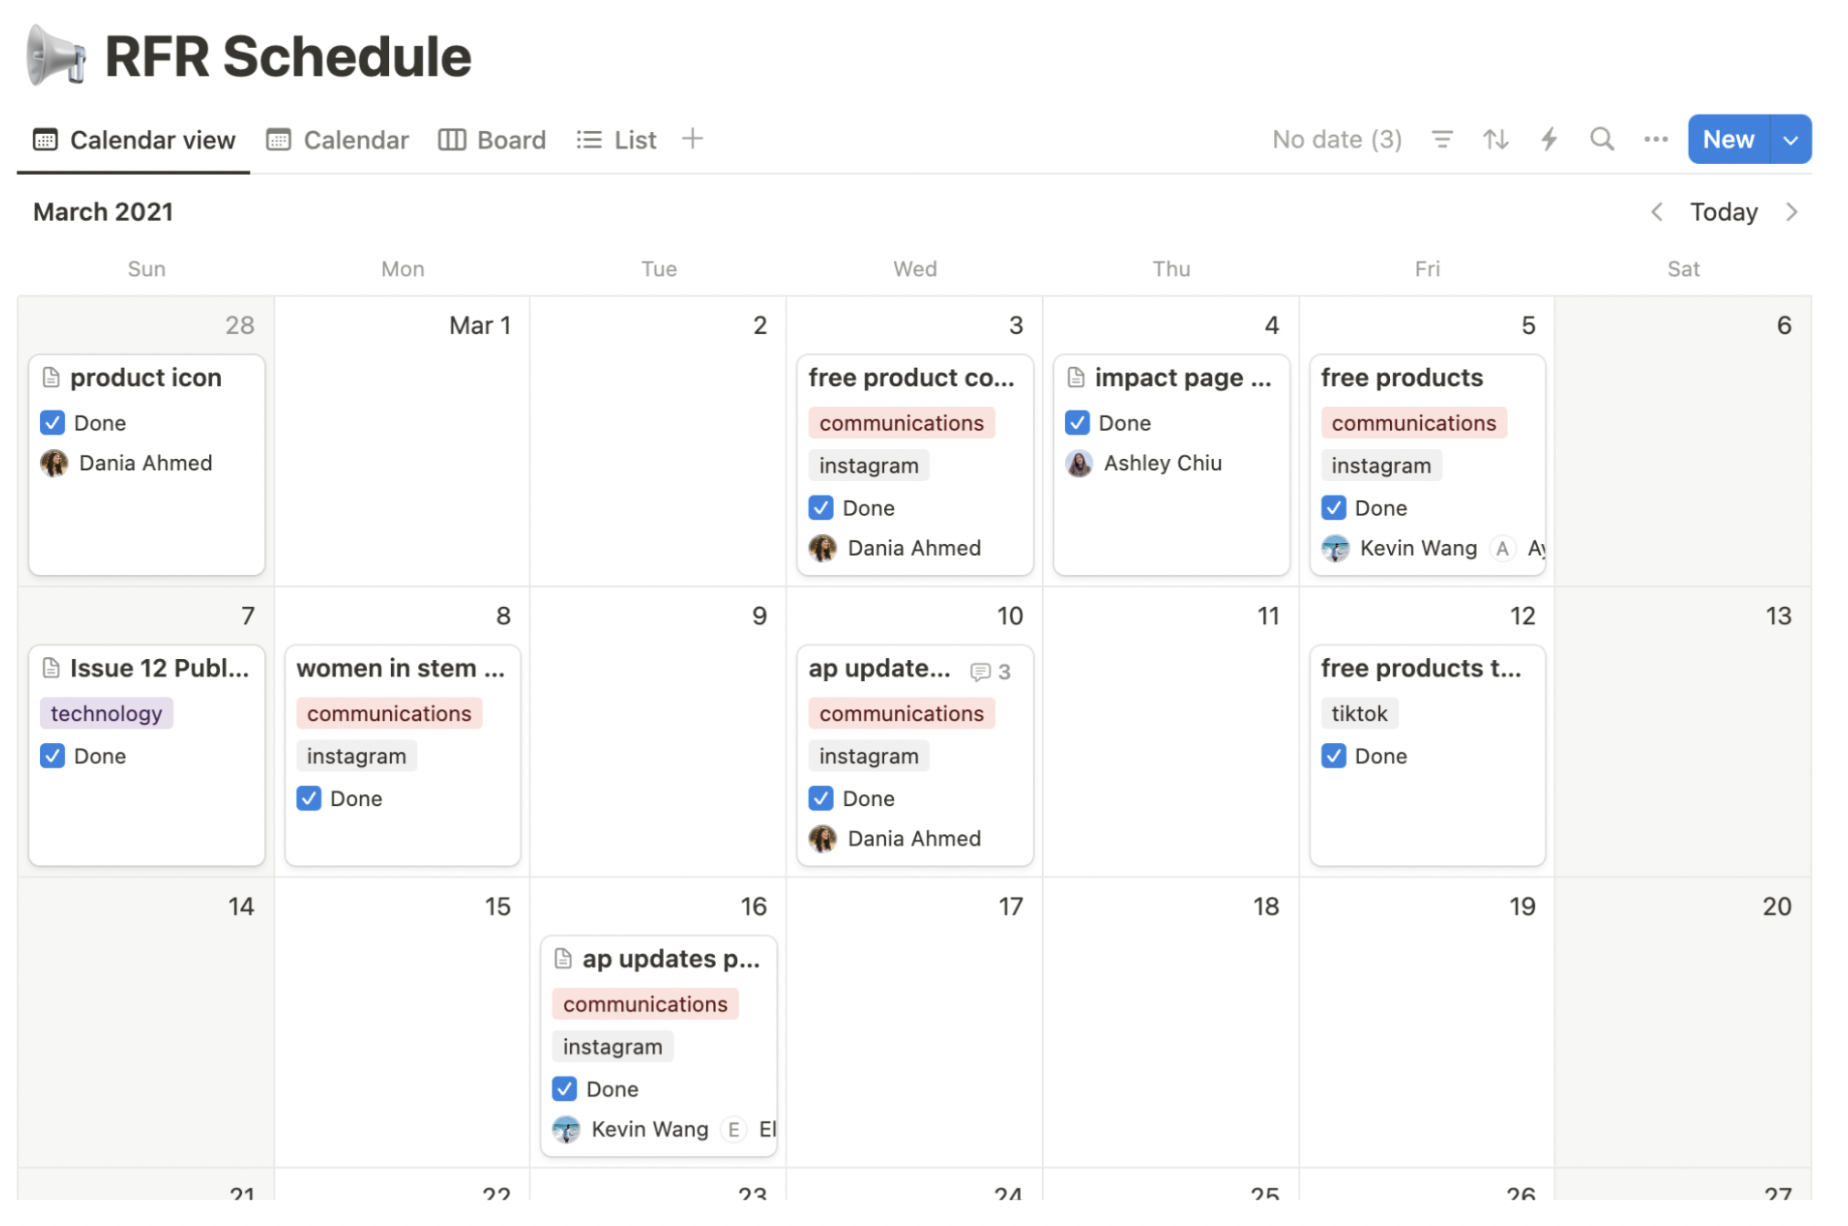 RFR Schedule
Calendar view Calendar Board List No date (3) New
March 2021 Today
Sun Mon Tue Wed Thu Fri Sat
28 Mar 1 2 3 4 5 6
product icon
Done
Dania Ahmed
free product co...
communications
instagram
Done
Dania Ahmed
impact page ...
Done
Ashley Chiu
free products
communications
instagram
Done
Kevin Wang A Ay
7 8 9 10 11 12 13
Issue 12 Publ...
technology
Done
women in stem ...
communications
instagram
Done
ap update... 3
communications
instagram
Done
Dania Ahmed
free products t...
tiktok
Done
14 15 16 17 18 19 20
ap updates p...
communications
instagram
Done
Kevin Wang E El
21 22 23 24 25 26 27